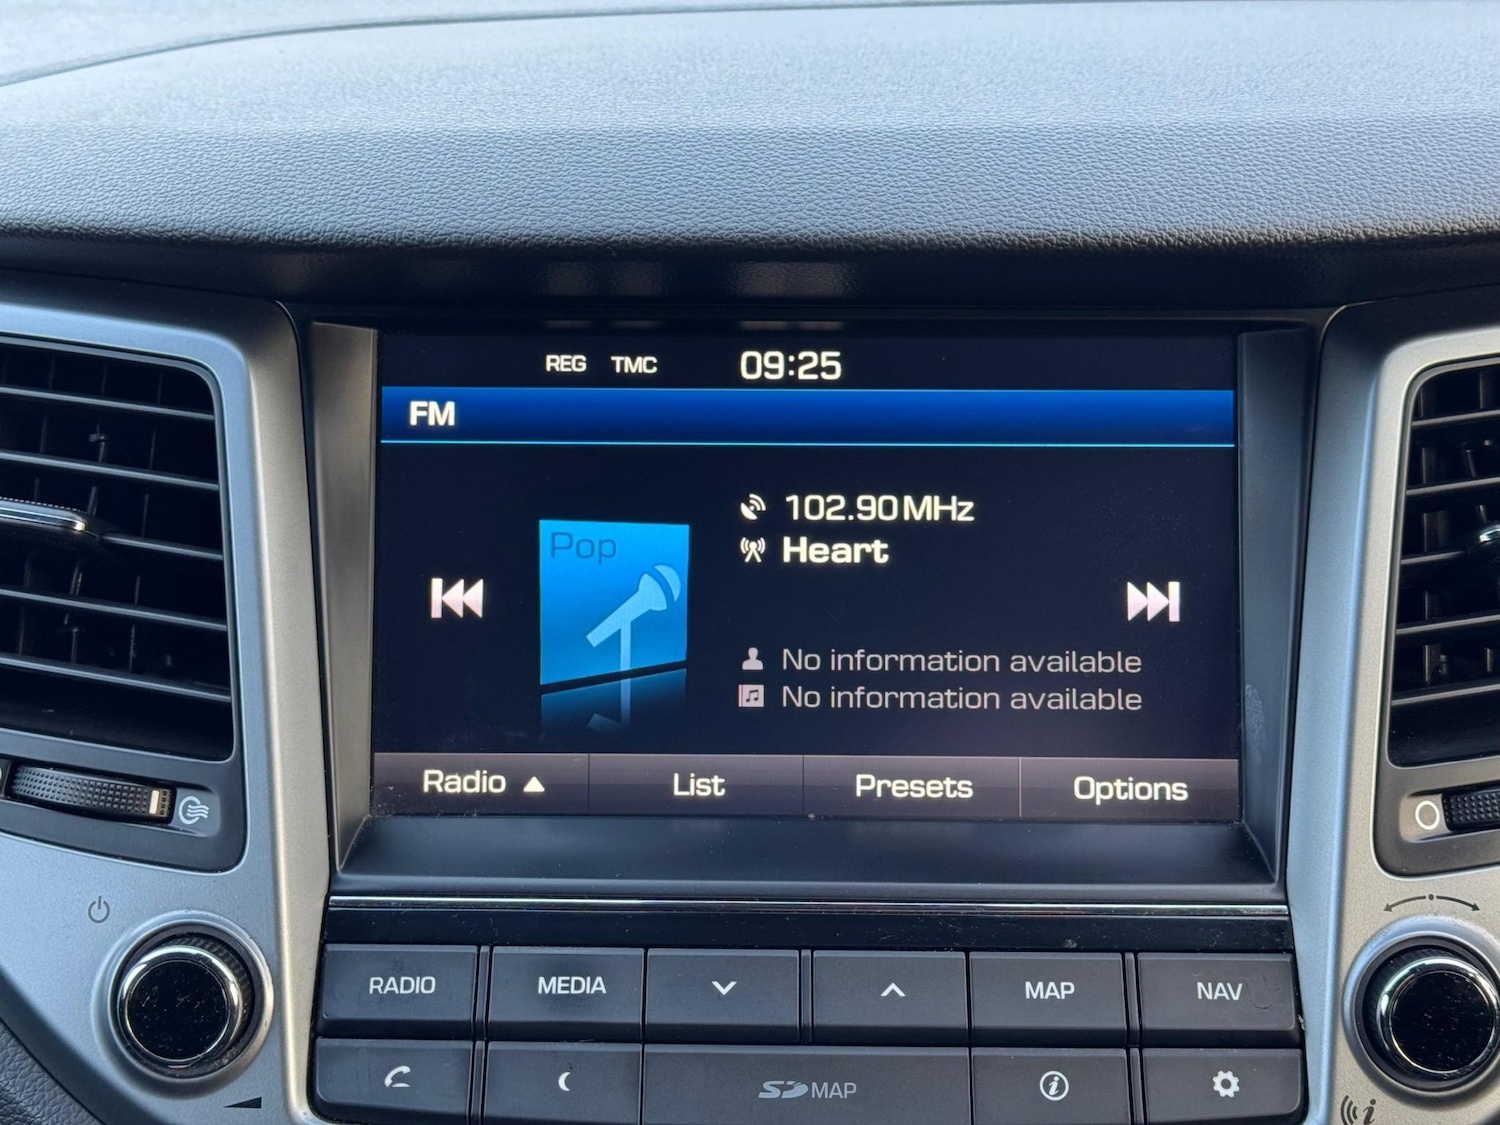 REG TMC 09:25
FM
102.90MHz
Heart
Pop
No information available
No information available
Radio ▲ List Presets Options
RADIO MEDIA MAP NAV
SD MAP